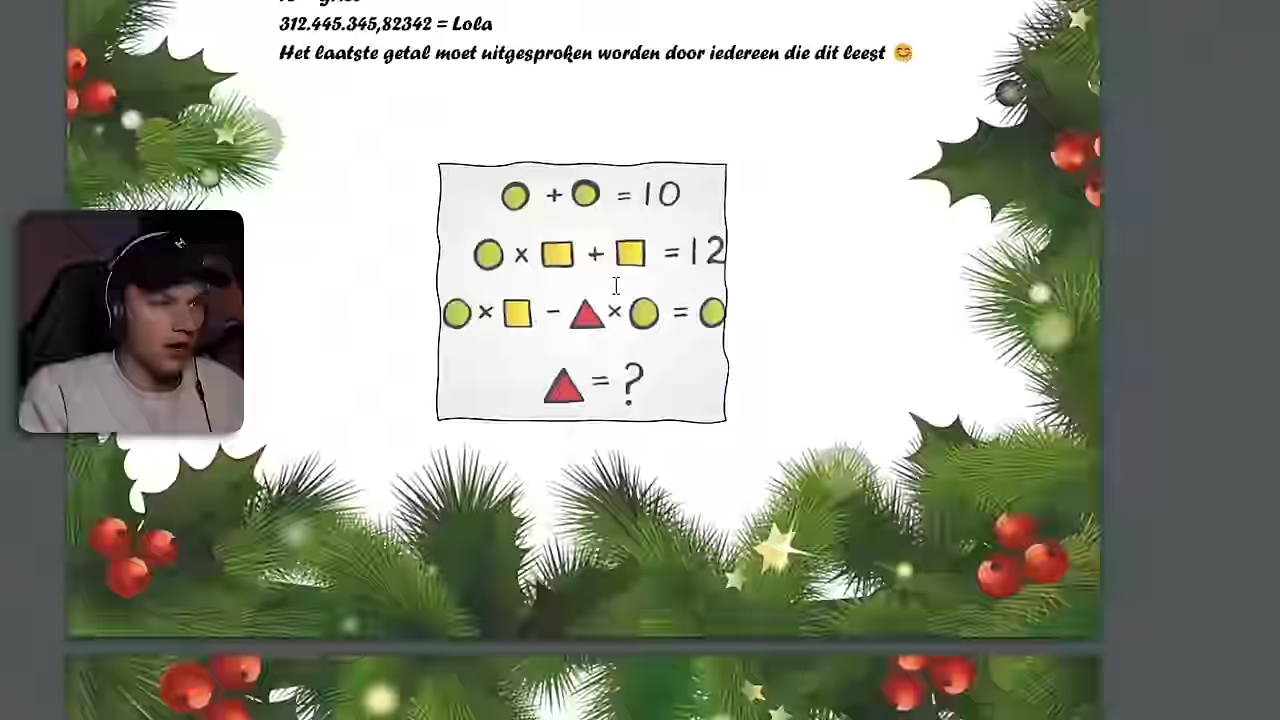 312.445.345,82342 = Lola
Het laatste getal moet uitgesproken worden door iedereen die dit leest 😊
+ = 10
× + = 12
× - × =
= ?